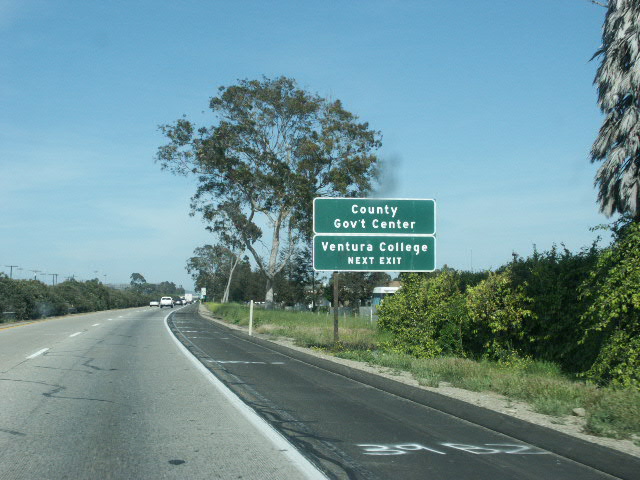 County
Gov't Center
Ventura College
NEXT EXIT